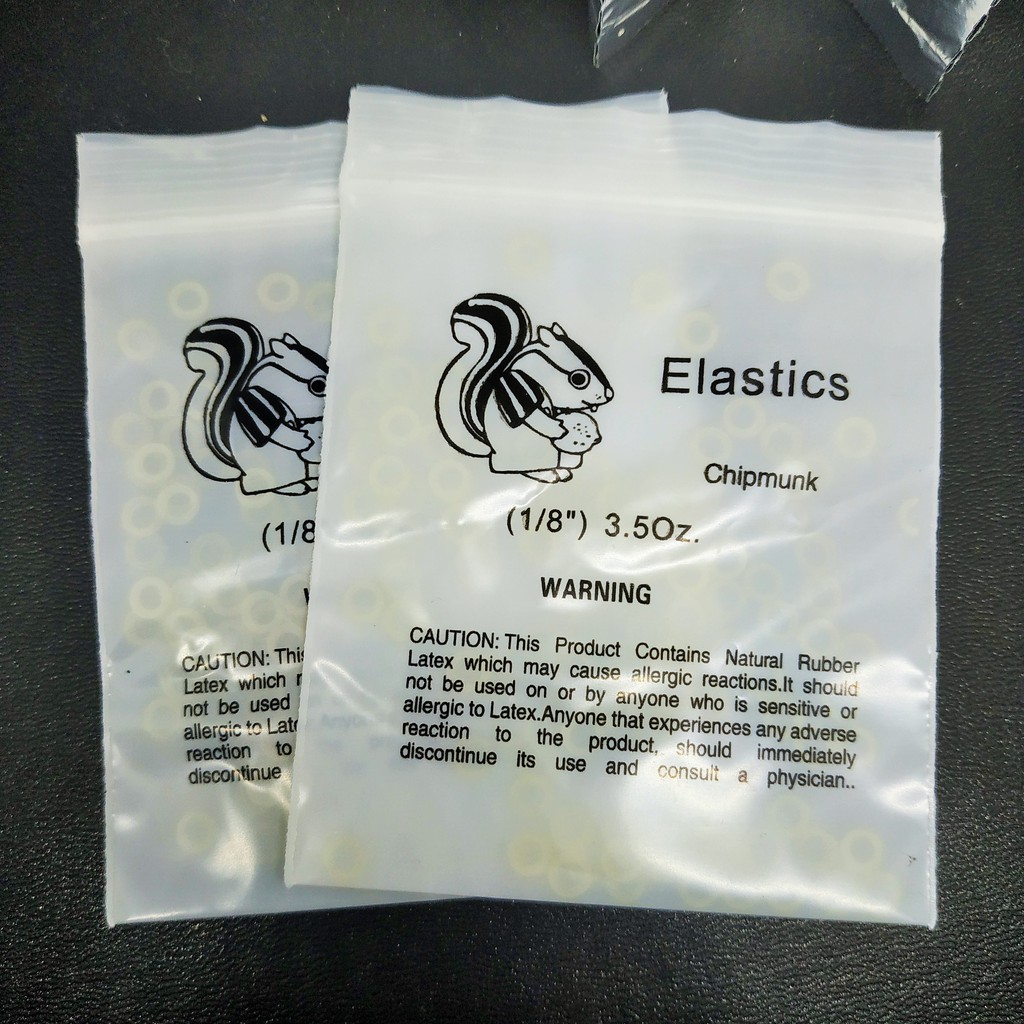 Elastics
Chipmunk
(1/8") 3.5Oz.
WARNING
CAUTION: This Product Contains Natural Rubber
Latex which may cause allergic reactions.It should
not be used on or by anyone who is sensitive or
allergic to Latex.Anyone that experiences any adverse
reaction to the product, should immediately
discontinue its use and consult a physician..
(1/8
CAUTION: This
Latex which
not be used
allergic to
reaction to
discontinue